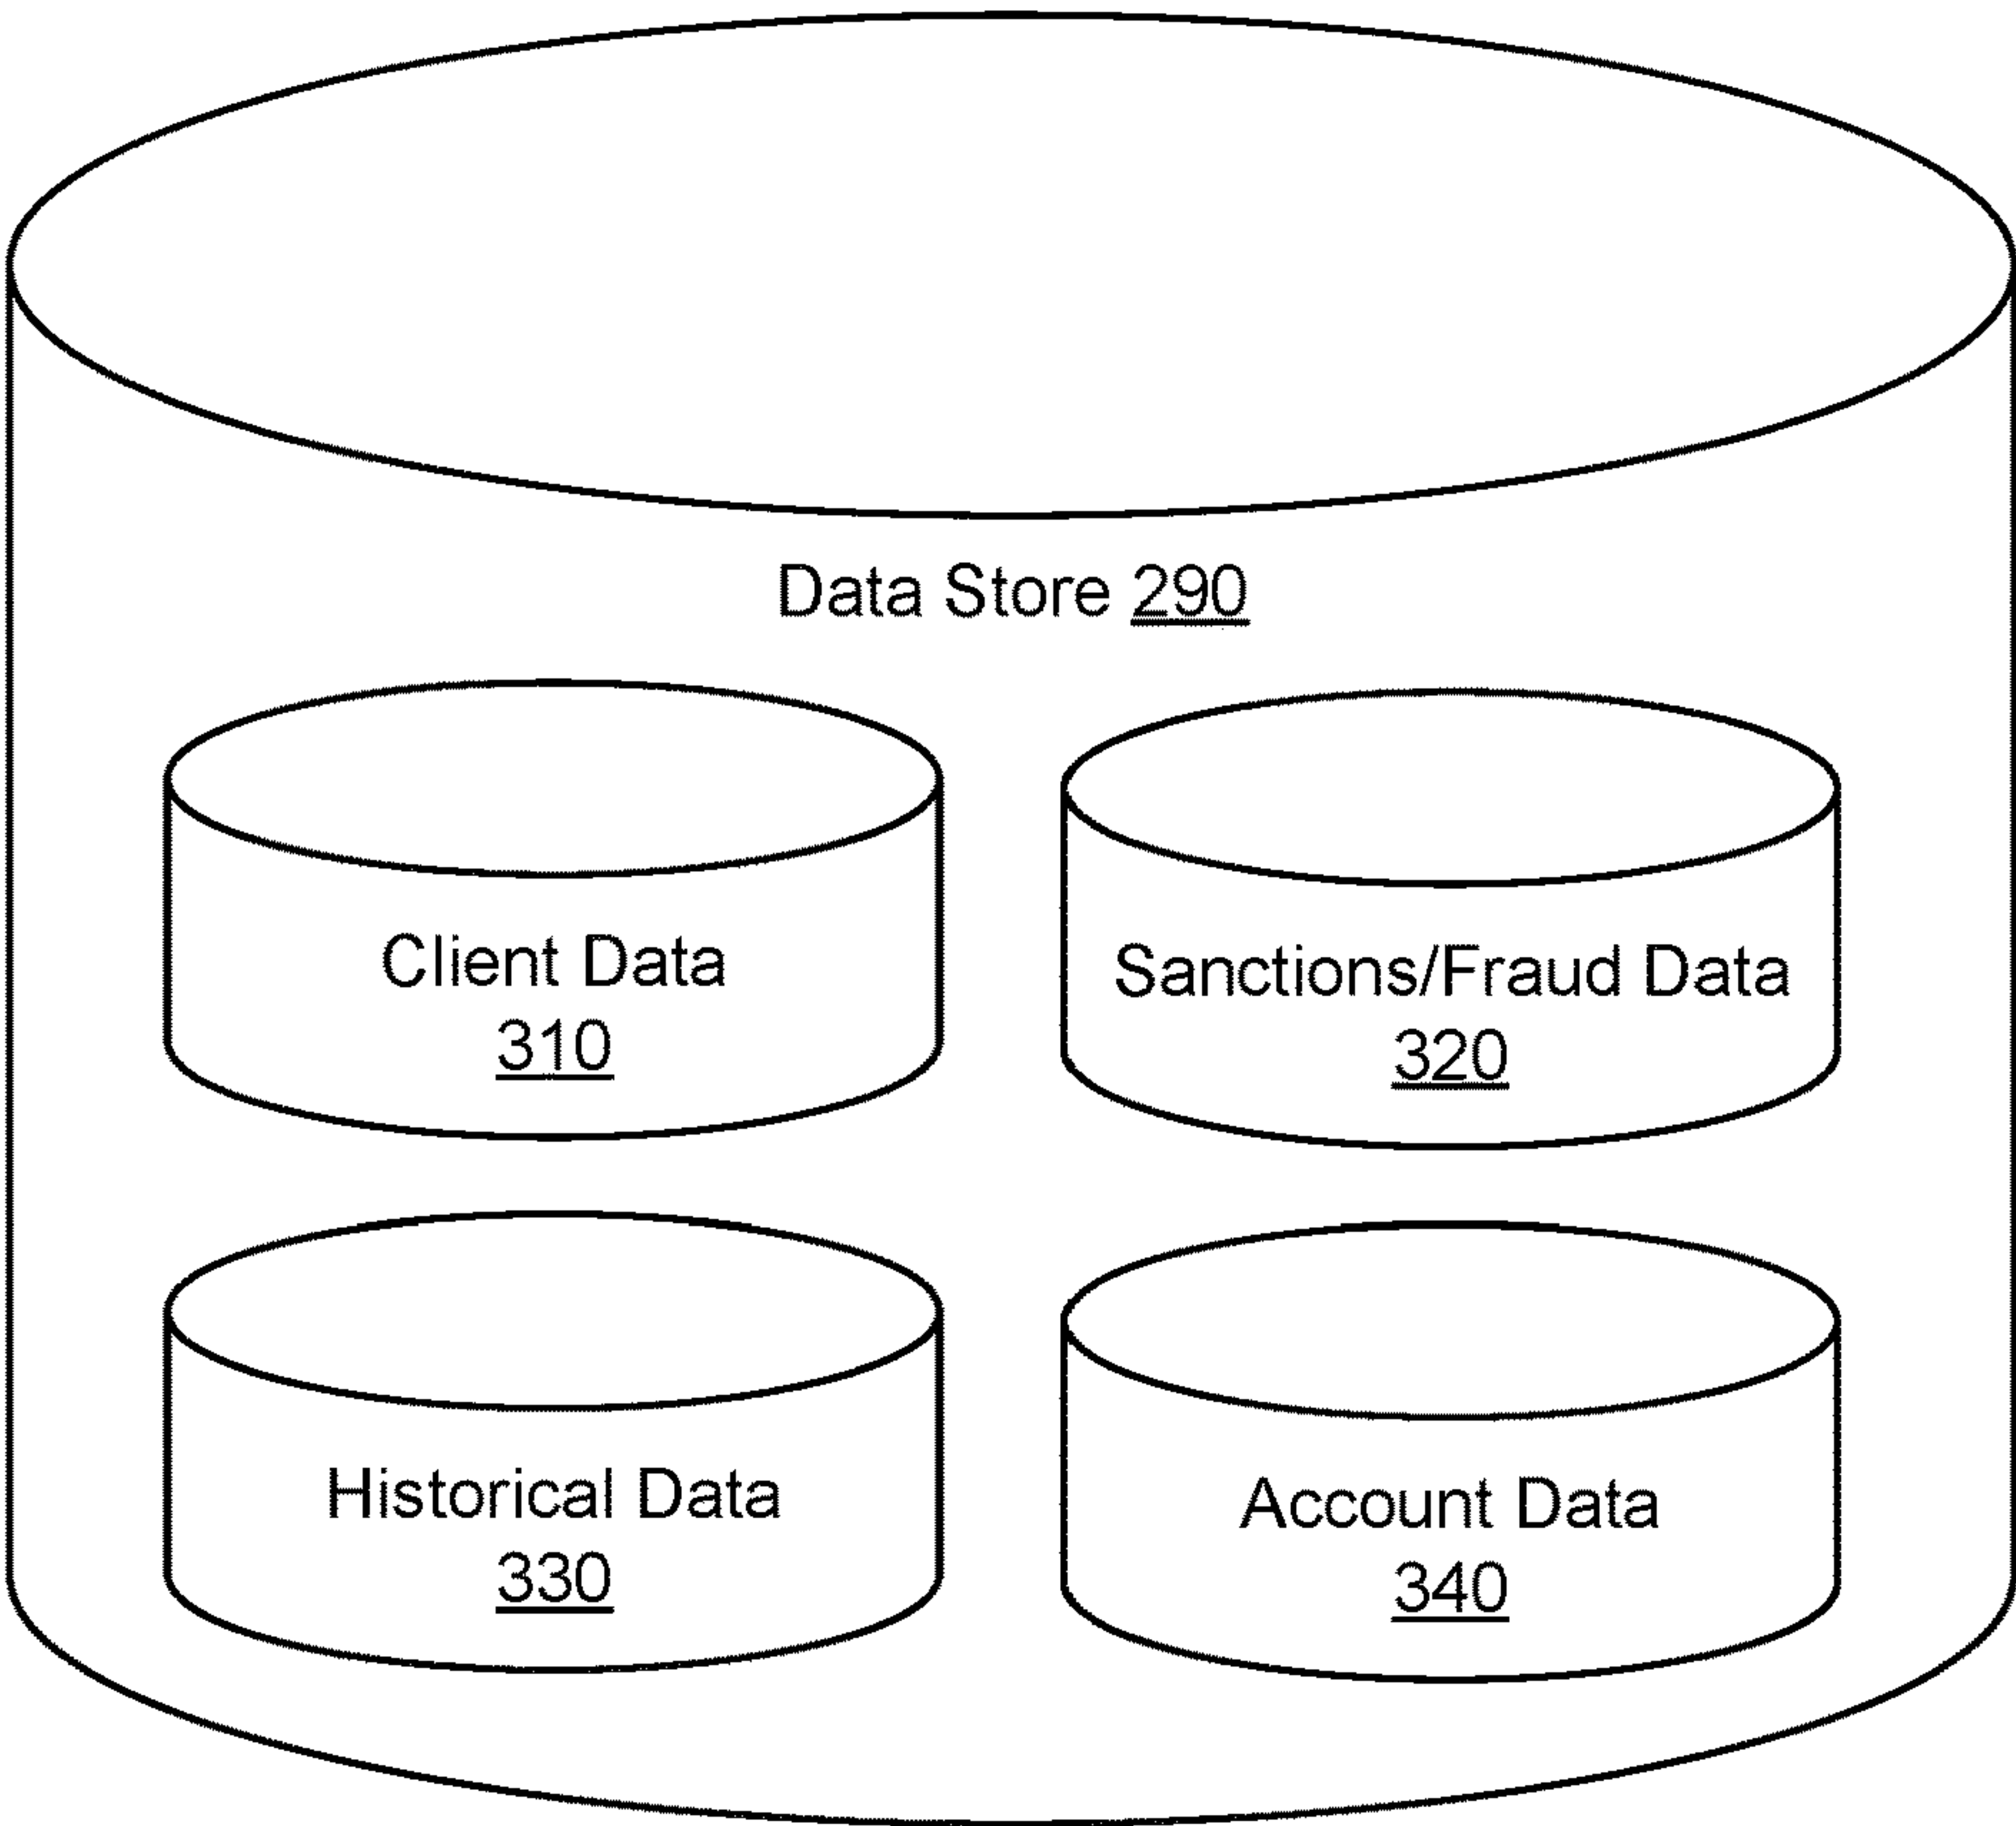 Data Store 290
Client Data
310
Sanctions/Fraud Data
320
Historical Data
330
Account Data
340